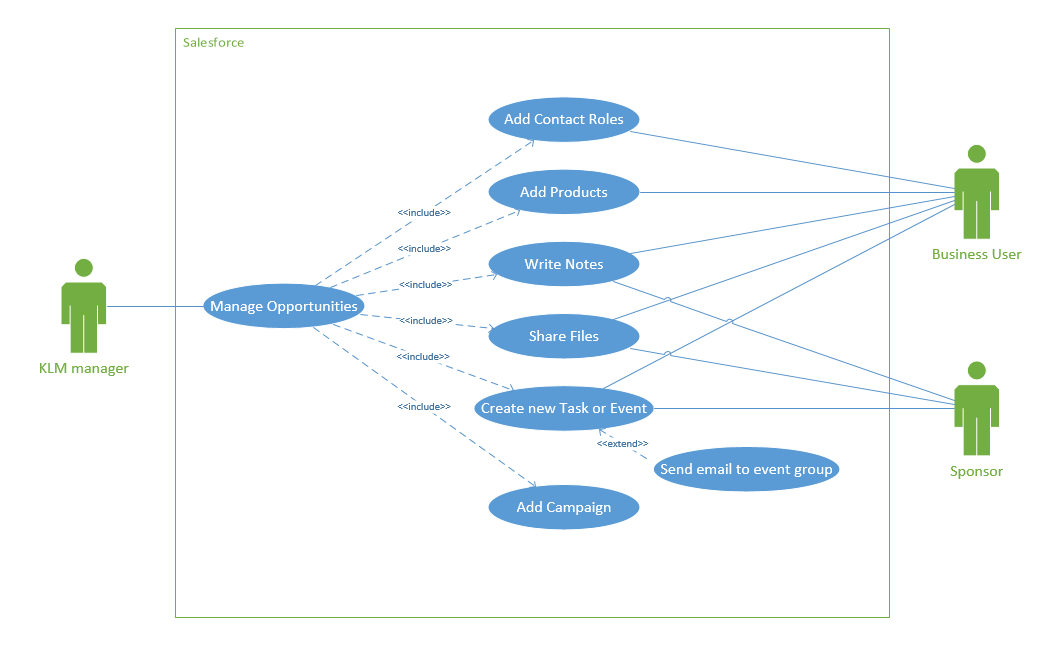 Salesforce
Add Contact Roles
Add Products
<<include>>
<<include>>
Business User
Write Notes
<<include>>
Manage Opportunities
<<include>>
Share Files
<<include>>
KLM manager
<<include>>
Create new Task or Event
<<extend>>
Send email to event group
Sponsor
Add Campaign